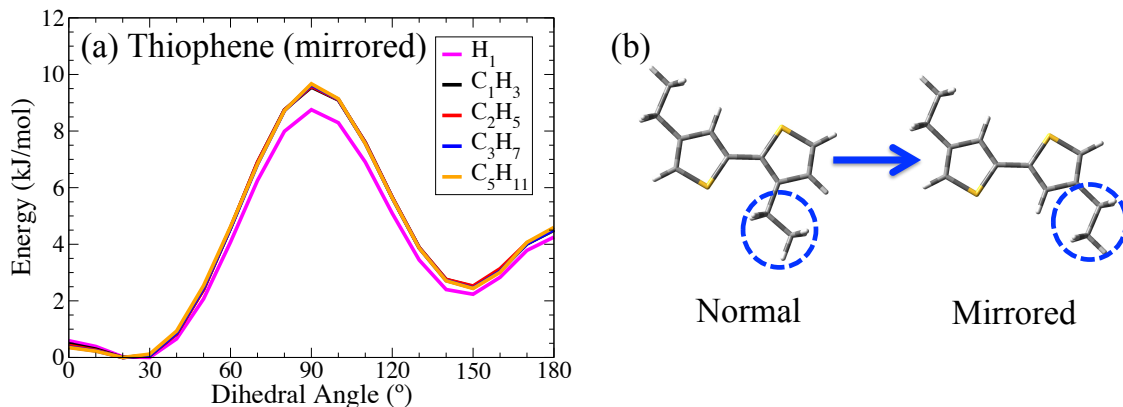 (a) Thiophene (mirrored)
H₁
C₁H₃
C₂H₅
C₃H₇
C₅H₁₁
12
10
8
6
4
2
0
Energy (kJ/mol)
0 30 60 90 120 150 180
Dihedral Angle (º)
(b)
Normal
Mirrored